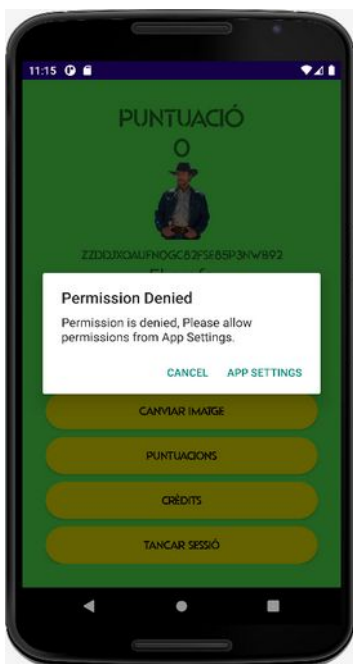 11:15
PUNTUACIÓ
0
Permission Denied
Permission is denied, Please allow
permissions from App Settings.
CANCEL APP SETTINGS
CANVIAR IMATGE
PUNTUACIONS
CRÈDITS
TANCAR SESSIÓ